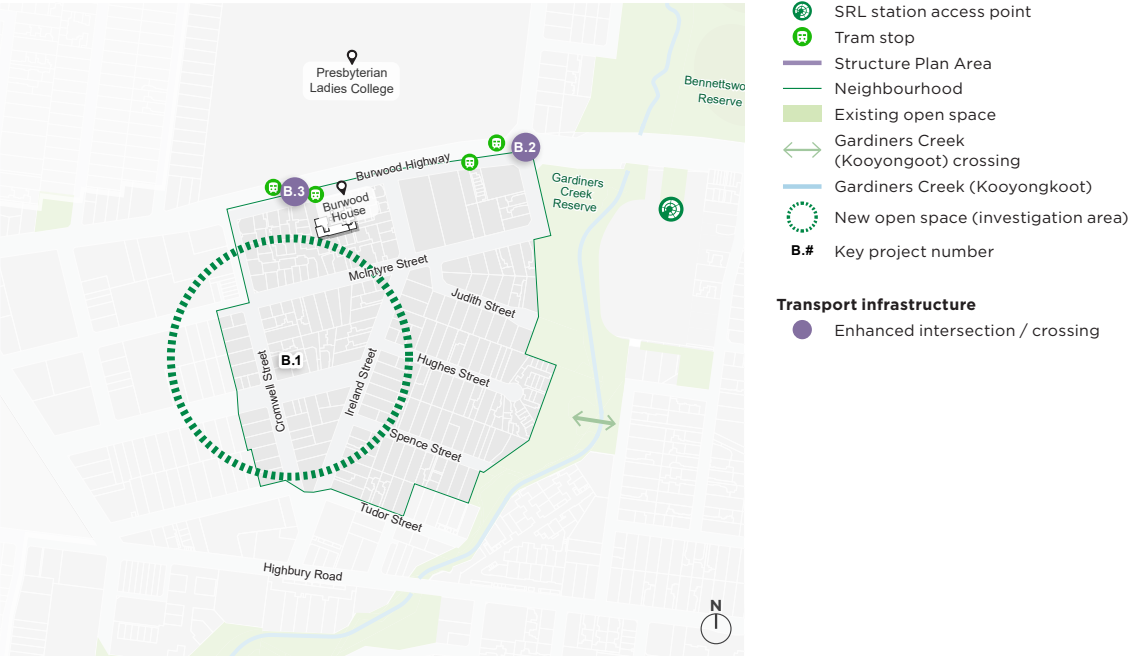 Presbyterian
Ladies College
Bennettswo
Reserve
B.2
Burwood Highway
B.3
Burwood
House
Gardiners
Creek
Reserve
McIntyre Street
Judith Street
B.1
Cromwell Street
Ireland Street
Hughes Street
Spence Street
Tudor Street
Highbury Road
N
SRL station access point
Tram stop
Structure Plan Area
Neighbourhood
Existing open space
Gardiners Creek
(Kooyongoot) crossing
Gardiners Creek (Kooyongkoot)
New open space (investigation area)
B.# Key project number
Transport infrastructure
Enhanced intersection / crossing